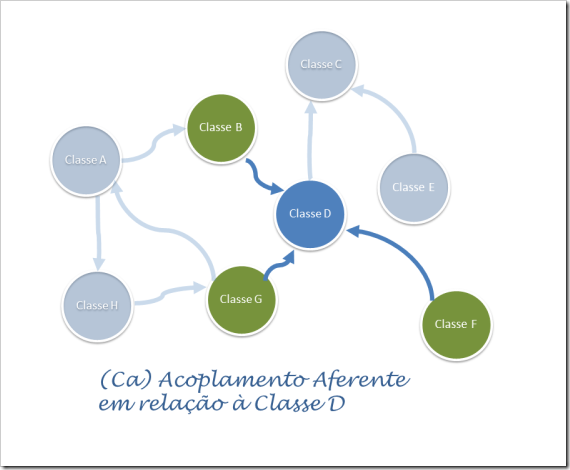 Classe C
Classe B
Classe A
Classe E
Classe D
Classe G
Classe H
Classe F
(Ca) Acoplamento Aferente
em relação à Classe D